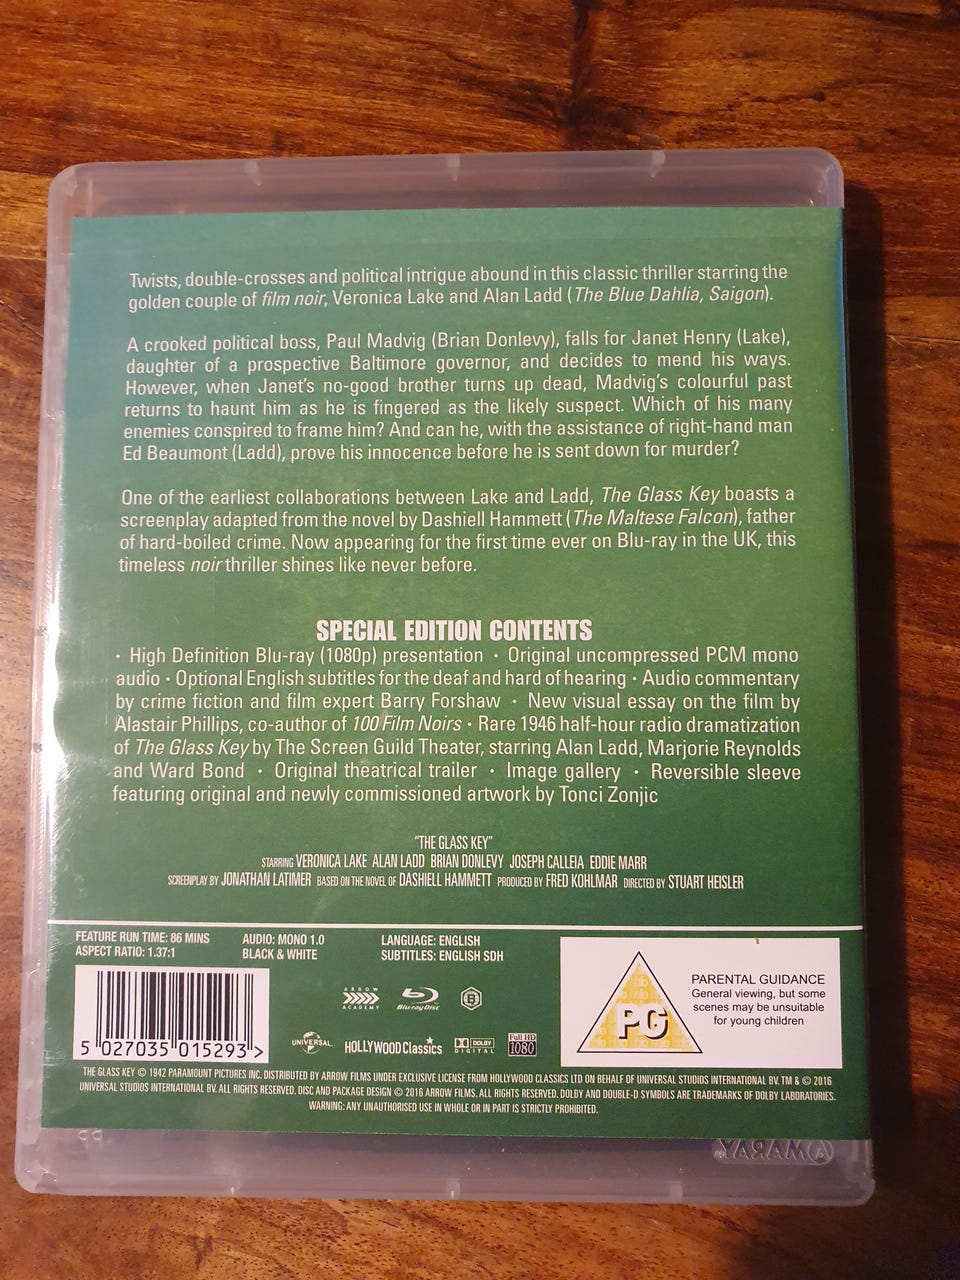 Twists, double-crosses and political intrigue abound in this classic thriller starring the
golden couple of film noir, Veronica Lake and Alan Ladd (The Blue Dahlia, Saigon).
A crooked political boss, Paul Madvig (Brian Donlevy), falls for Janet Henry (Lake),
daughter of a prospective Baltimore governor, and decides to mend his ways.
However, when Janet's no-good brother turns up dead, Madvig's colourful past
returns to haunt him as he is fingered as the likely suspect. Which of his many
enemies conspired to frame him? And can he, with the assistance of right-hand man
Ed Beaumont (Ladd), prove his innocence before he is sent down for murder?
One of the earliest collaborations between Lake and Ladd, The Glass Key boasts a
screenplay adapted from the novel by Dashiell Hammett (The Maltese Falcon), father
of hard-boiled crime. Now appearing for the first time ever on Blu-ray in the UK, this
timeless noir thriller shines like never before.
SPECIAL EDITION CONTENTS
· High Definition Blu-ray (1080p) presentation · Original uncompressed PCM mono
audio · Optional English subtitles for the deaf and hard of hearing · Audio commentary
by crime fiction and film expert Barry Forshaw · New visual essay on the film by
Alastair Phillips, co-author of 100 Film Noirs · Rare 1946 half-hour radio dramatization
of The Glass Key by The Screen Guild Theater, starring Alan Ladd, Marjorie Reynolds
and Ward Bond · Original theatrical trailer · Image gallery · Reversible sleeve
featuring original and newly commissioned artwork by Tonci Zonjic
"THE GLASS KEY"
STARRING VERONICA LAKE ALAN LADD BRIAN DONLEVY JOSEPH CALLEIA EDDIE MARR
SCREENPLAY BY JONATHAN LATIMER BASED ON THE NOVEL OF DASHIELL HAMMETT PRODUCED BY FRED KOHLMAR DIRECTED BY STUART HEISLER
FEATURE RUN TIME: 86 MINS
ASPECT RATIO: 1.37:1
AUDIO: MONO 1.0
BLACK & WHITE
LANGUAGE: ENGLISH
SUBTITLES: ENGLISH SDH
PG
PARENTAL GUIDANCE
General viewing, but some
scenes may be unsuitable
for young children
ARROW
ACADEMY
Blu-ray Disc
B
5 027035 015293 >
UNIVERSAL
HOLLYWOOD Classics
DOLBY
DIGITAL
Full HD
1080
THE GLASS KEY © 1942 PARAMOUNT PICTURES INC. DISTRIBUTED BY ARROW FILMS UNDER EXCLUSIVE LICENSE FROM HOLLYWOOD CLASSICS LTD ON BEHALF OF UNIVERSAL STUDIOS INTERNATIONAL BV. TM & © 2016
UNIVERSAL STUDIOS INTERNATIONAL BV. ALL RIGHTS RESERVED. DISC AND PACKAGE DESIGN © 2016 ARROW FILMS. ALL RIGHTS RESERVED. DOLBY AND DOUBLE-D SYMBOLS ARE TRADEMARKS OF DOLBY LABORATORIES.
WARNING: ANY UNAUTHORISED USE IN WHOLE OR IN PART IS STRICTLY PROHIBITED.
AMARAY